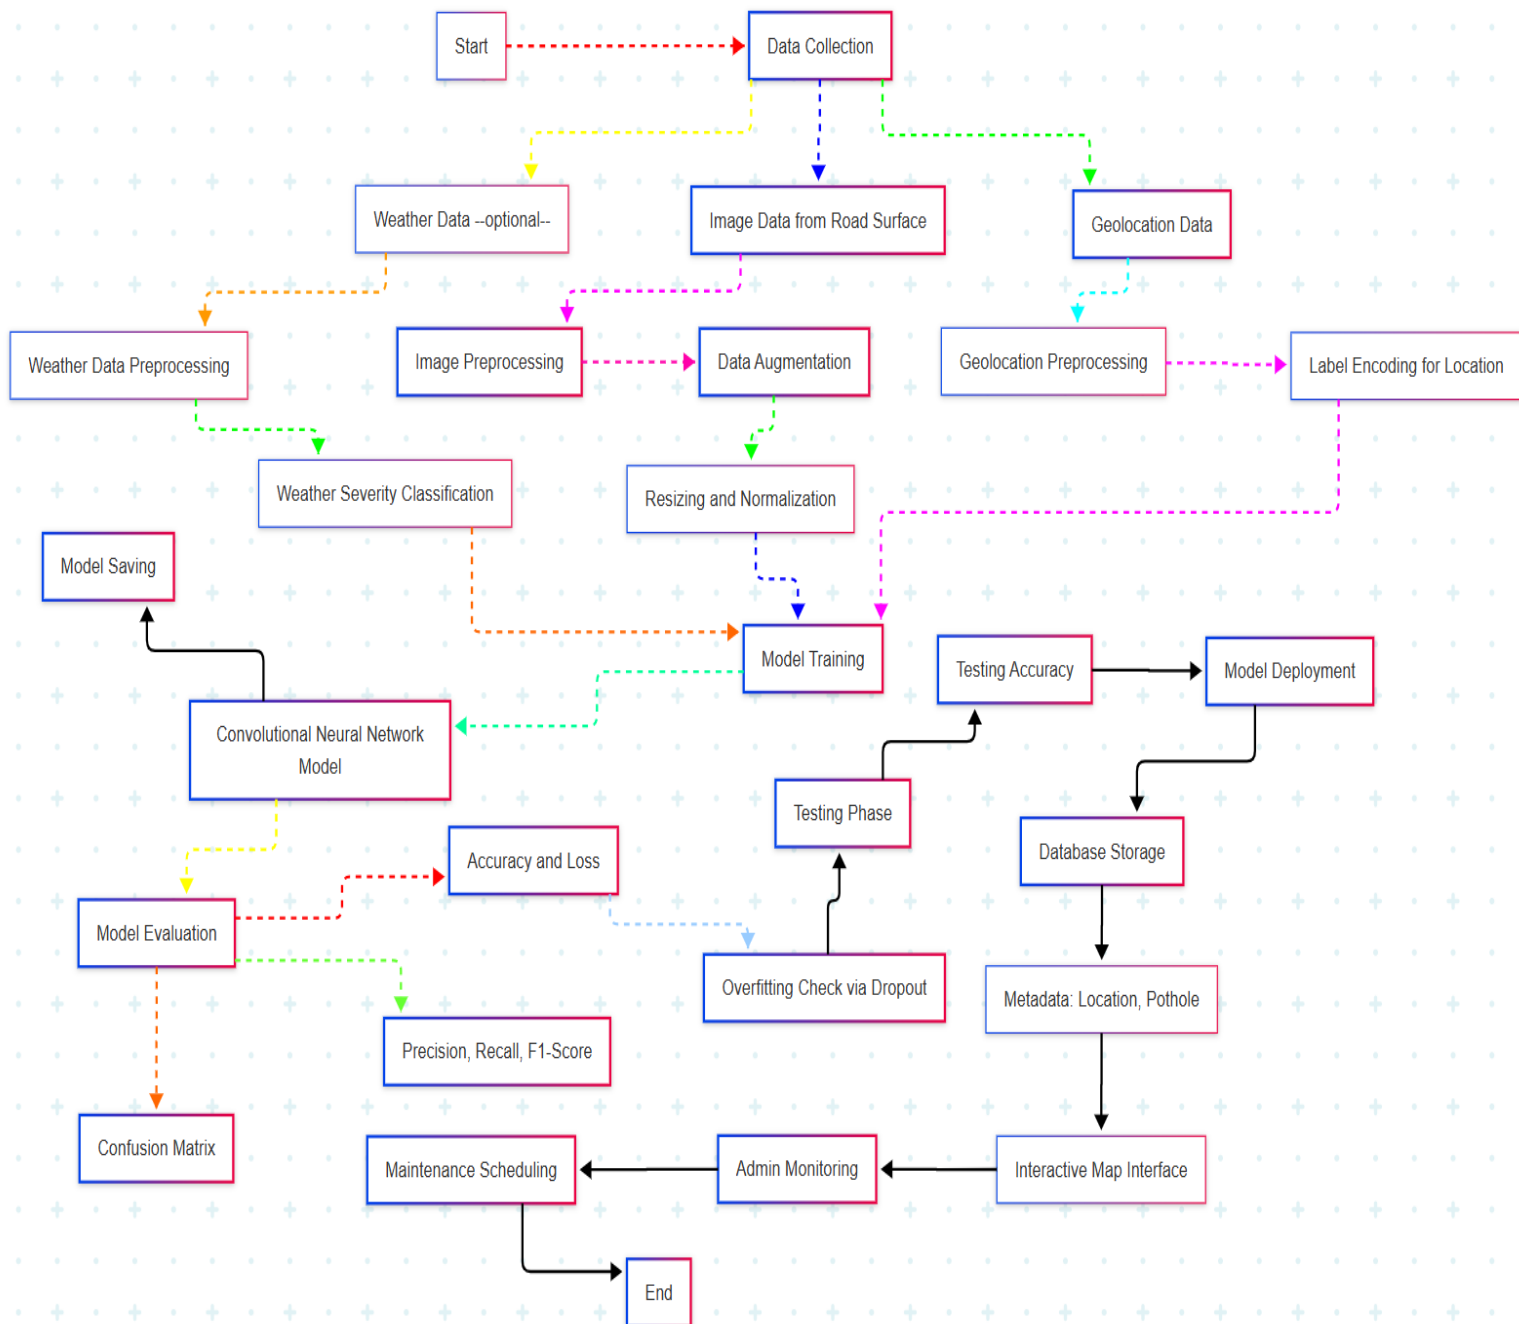 Start
Data Collection
Weather Data --optional--
Image Data from Road Surface
Geolocation Data
Weather Data Preprocessing
Image Preprocessing
Data Augmentation
Geolocation Preprocessing
Label Encoding for Location
Weather Severity Classification
Resizing and Normalization
Model Saving
Model Training
Testing Accuracy
Model Deployment
Convolutional Neural Network
Model
Testing Phase
Accuracy and Loss
Database Storage
Model Evaluation
Overfitting Check via Dropout
Metadata: Location, Pothole
Precision, Recall, F1-Score
Confusion Matrix
Maintenance Scheduling
Admin Monitoring
Interactive Map Interface
End